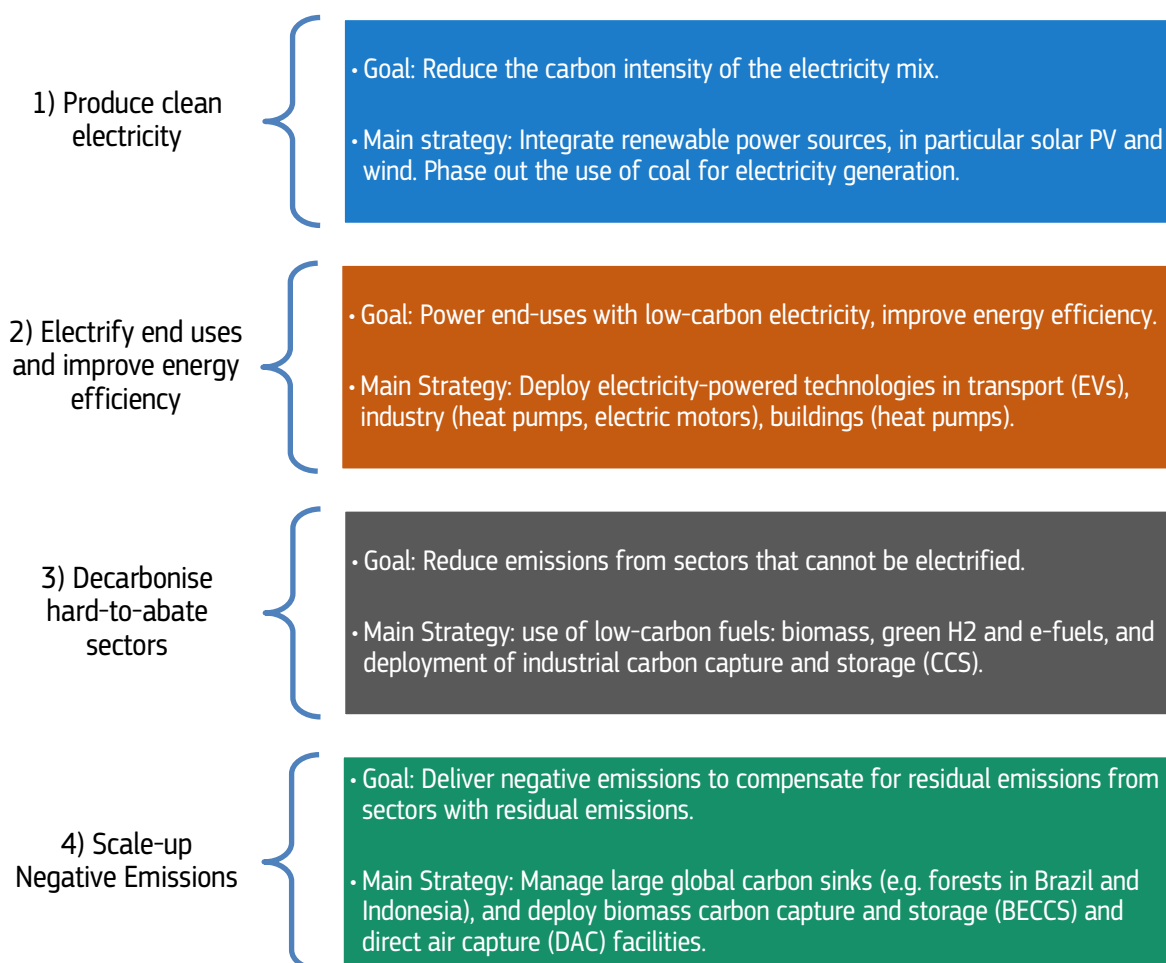 1) Produce clean
electricity
• Goal: Reduce the carbon intensity of the electricity mix.
• Main strategy: Integrate renewable power sources, in particular solar PV and
wind. Phase out the use of coal for electricity generation.
2) Electrify end uses
and improve energy
efficiency
• Goal: Power end-uses with low-carbon electricity, improve energy efficiency.
• Main Strategy: Deploy electricity-powered technologies in transport (EVs),
industry (heat pumps, electric motors), buildings (heat pumps).
3) Decarbonise
hard-to-abate
sectors
• Goal: Reduce emissions from sectors that cannot be electrified.
• Main Strategy: use of low-carbon fuels: biomass, green H2 and e-fuels, and
deployment of industrial carbon capture and storage (CCS).
4) Scale-up
Negative Emissions
• Goal: Deliver negative emissions to compensate for residual emissions from
sectors with residual emissions.
• Main Strategy: Manage large global carbon sinks (e.g. forests in Brazil and
Indonesia), and deploy biomass carbon capture and storage (BECCS) and
direct air capture (DAC) facilities.